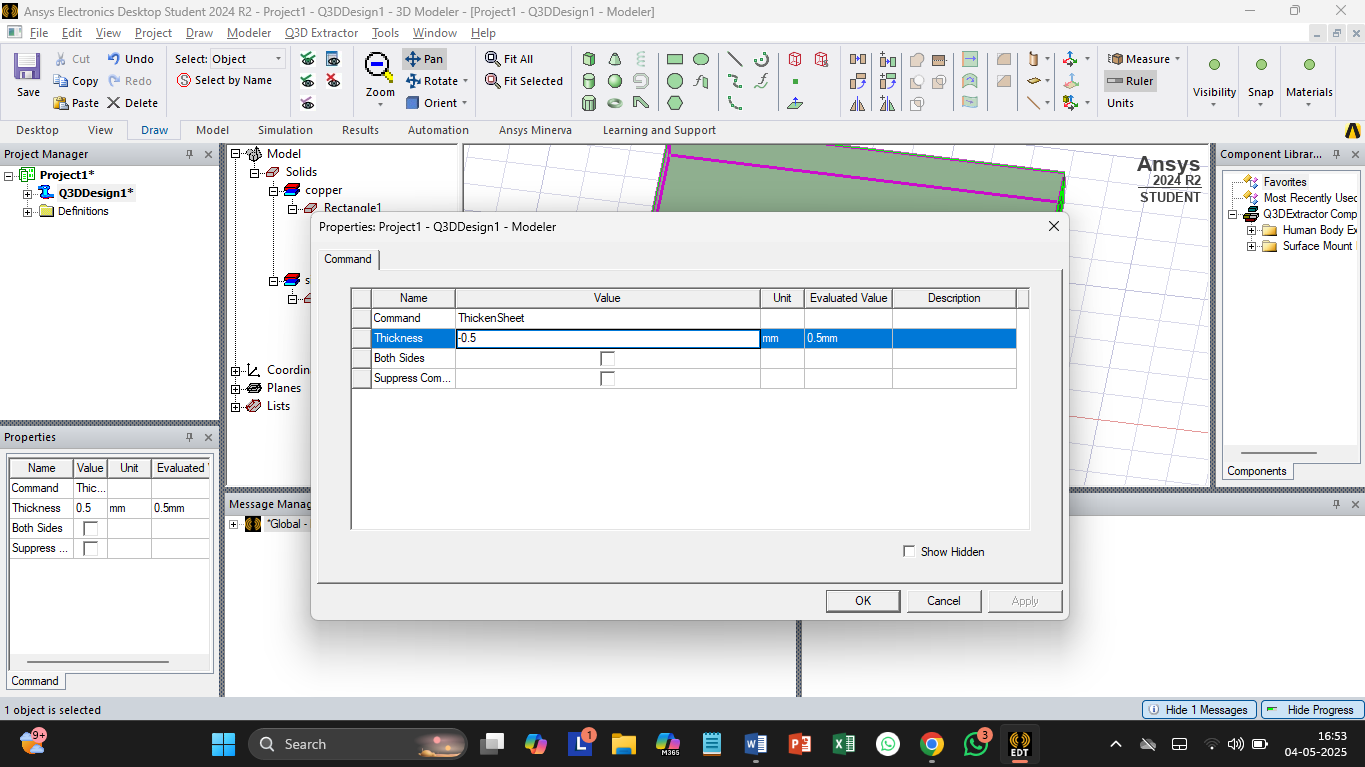 Ansys Electronics Desktop Student 2024 R2 - Project1 - Q3DDesign1 - 3D Modeler - [Project1 - Q3DDesign1 - Modeler]
File Edit View Project Draw Modeler Q3D Extractor Tools Window Help
Save
Cut
Copy
Paste
Undo
Redo
Delete
Select: Object
Select by Name
Zoom
Pan
Rotate
Orient
Fit All
Fit Selected
Measure
Ruler
Units
Visibility
Snap
Materials
Desktop View Draw Model Simulation Results Automation Ansys Minerva Learning and Support
Project Manager
Project1*
Q3DDesign1*
Definitions
Model
Solids
copper
Rectangle1
s
Coordin
Planes
Lists
Ansys
2024 R2
STUDENT
Component Librar...
Favorites
Most Recently Used
Q3DExtractor Comp
Human Body Ex
Surface Mount
Components
Properties: Project1 - Q3DDesign1 - Modeler
Command
Name Value Unit Evaluated Value Description
Command ThickenSheet
Thickness -0.5 mm 0.5mm
Both Sides
Suppress Com...
Show Hidden
OK Cancel Apply
Properties
Name Value Unit Evaluated
Command Thic...
Thickness 0.5 mm 0.5mm
Both Sides
Suppress ...
Command
Message Manag
*Global -
1 object is selected
Hide 1 Messages
Hide Progress
9+
Search
1
M365
3
EDT
16:53
04-05-2025